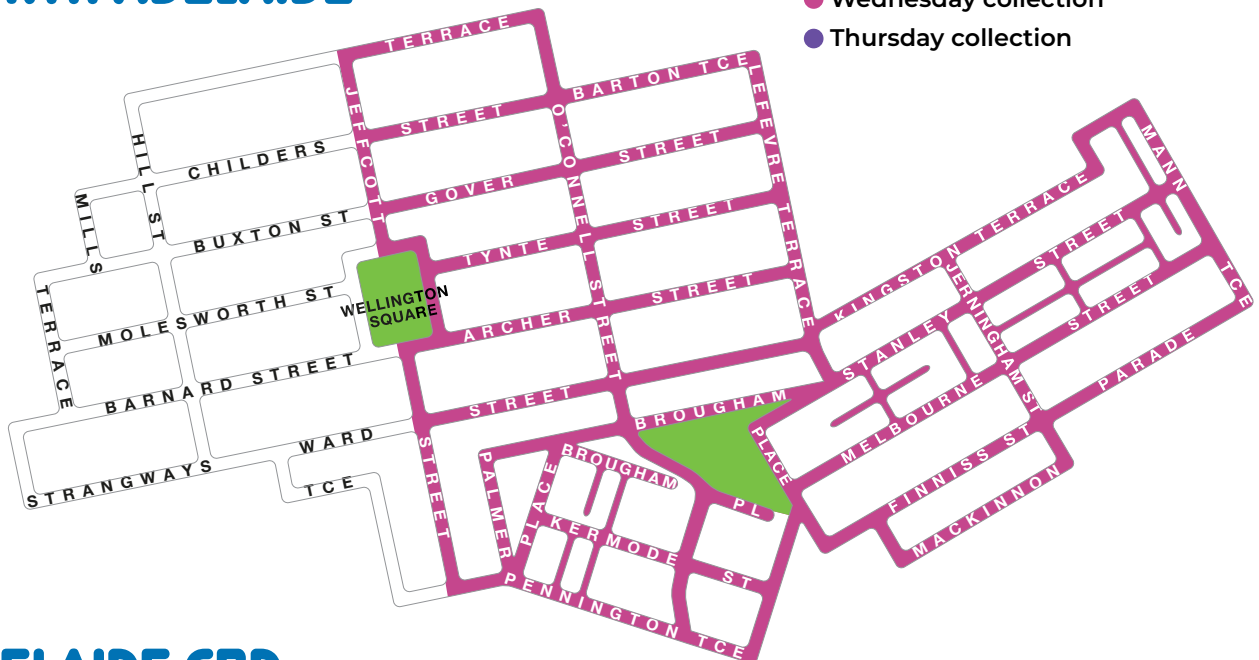 Wednesday collection
Thursday collection
TERRACE
BARTON TCE
JEFFCOTT
STREET
O'CONNELL STREET
LEFEVRE TERRACE
MANN TCE
HILL ST
CHILDERS
STREET
GOVER
KINGSTON TERRACE
MILLS
BUXTON ST
STREET
STREET
TYNTE
JERNINGHAM ST
TERRACE
MOLESWORTH ST
WELLINGTON
SQUARE
STREET
STREET
ARCHER
STANLEY
BARNARD STREET
PARADE
STREET
BROUGHAM
MELBOURNE
WARD
STREET
PALMER
PLACE
BROUGHAM
PLACE
FINNISS ST
STRANGWAYS
TCE
PL
MACKINNON
KERMODE
ST
PENNINGTON TCE